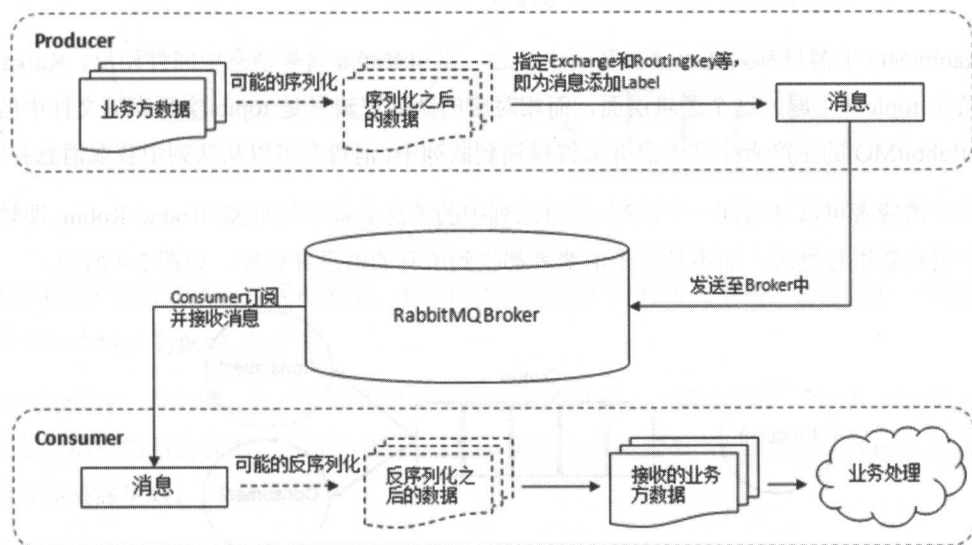 Producer
业务方数据
可能的序列化
序列化之后
的数据
指定Exchange和RoutingKey等,
即为消息添加Label
消息
发送至Broker中
RabbitMQ Broker
Consumer订阅
并接收消息
Consumer
消息
可能的反序列化
反序列化之
后的数据
接收的业务
方数据
业务处理